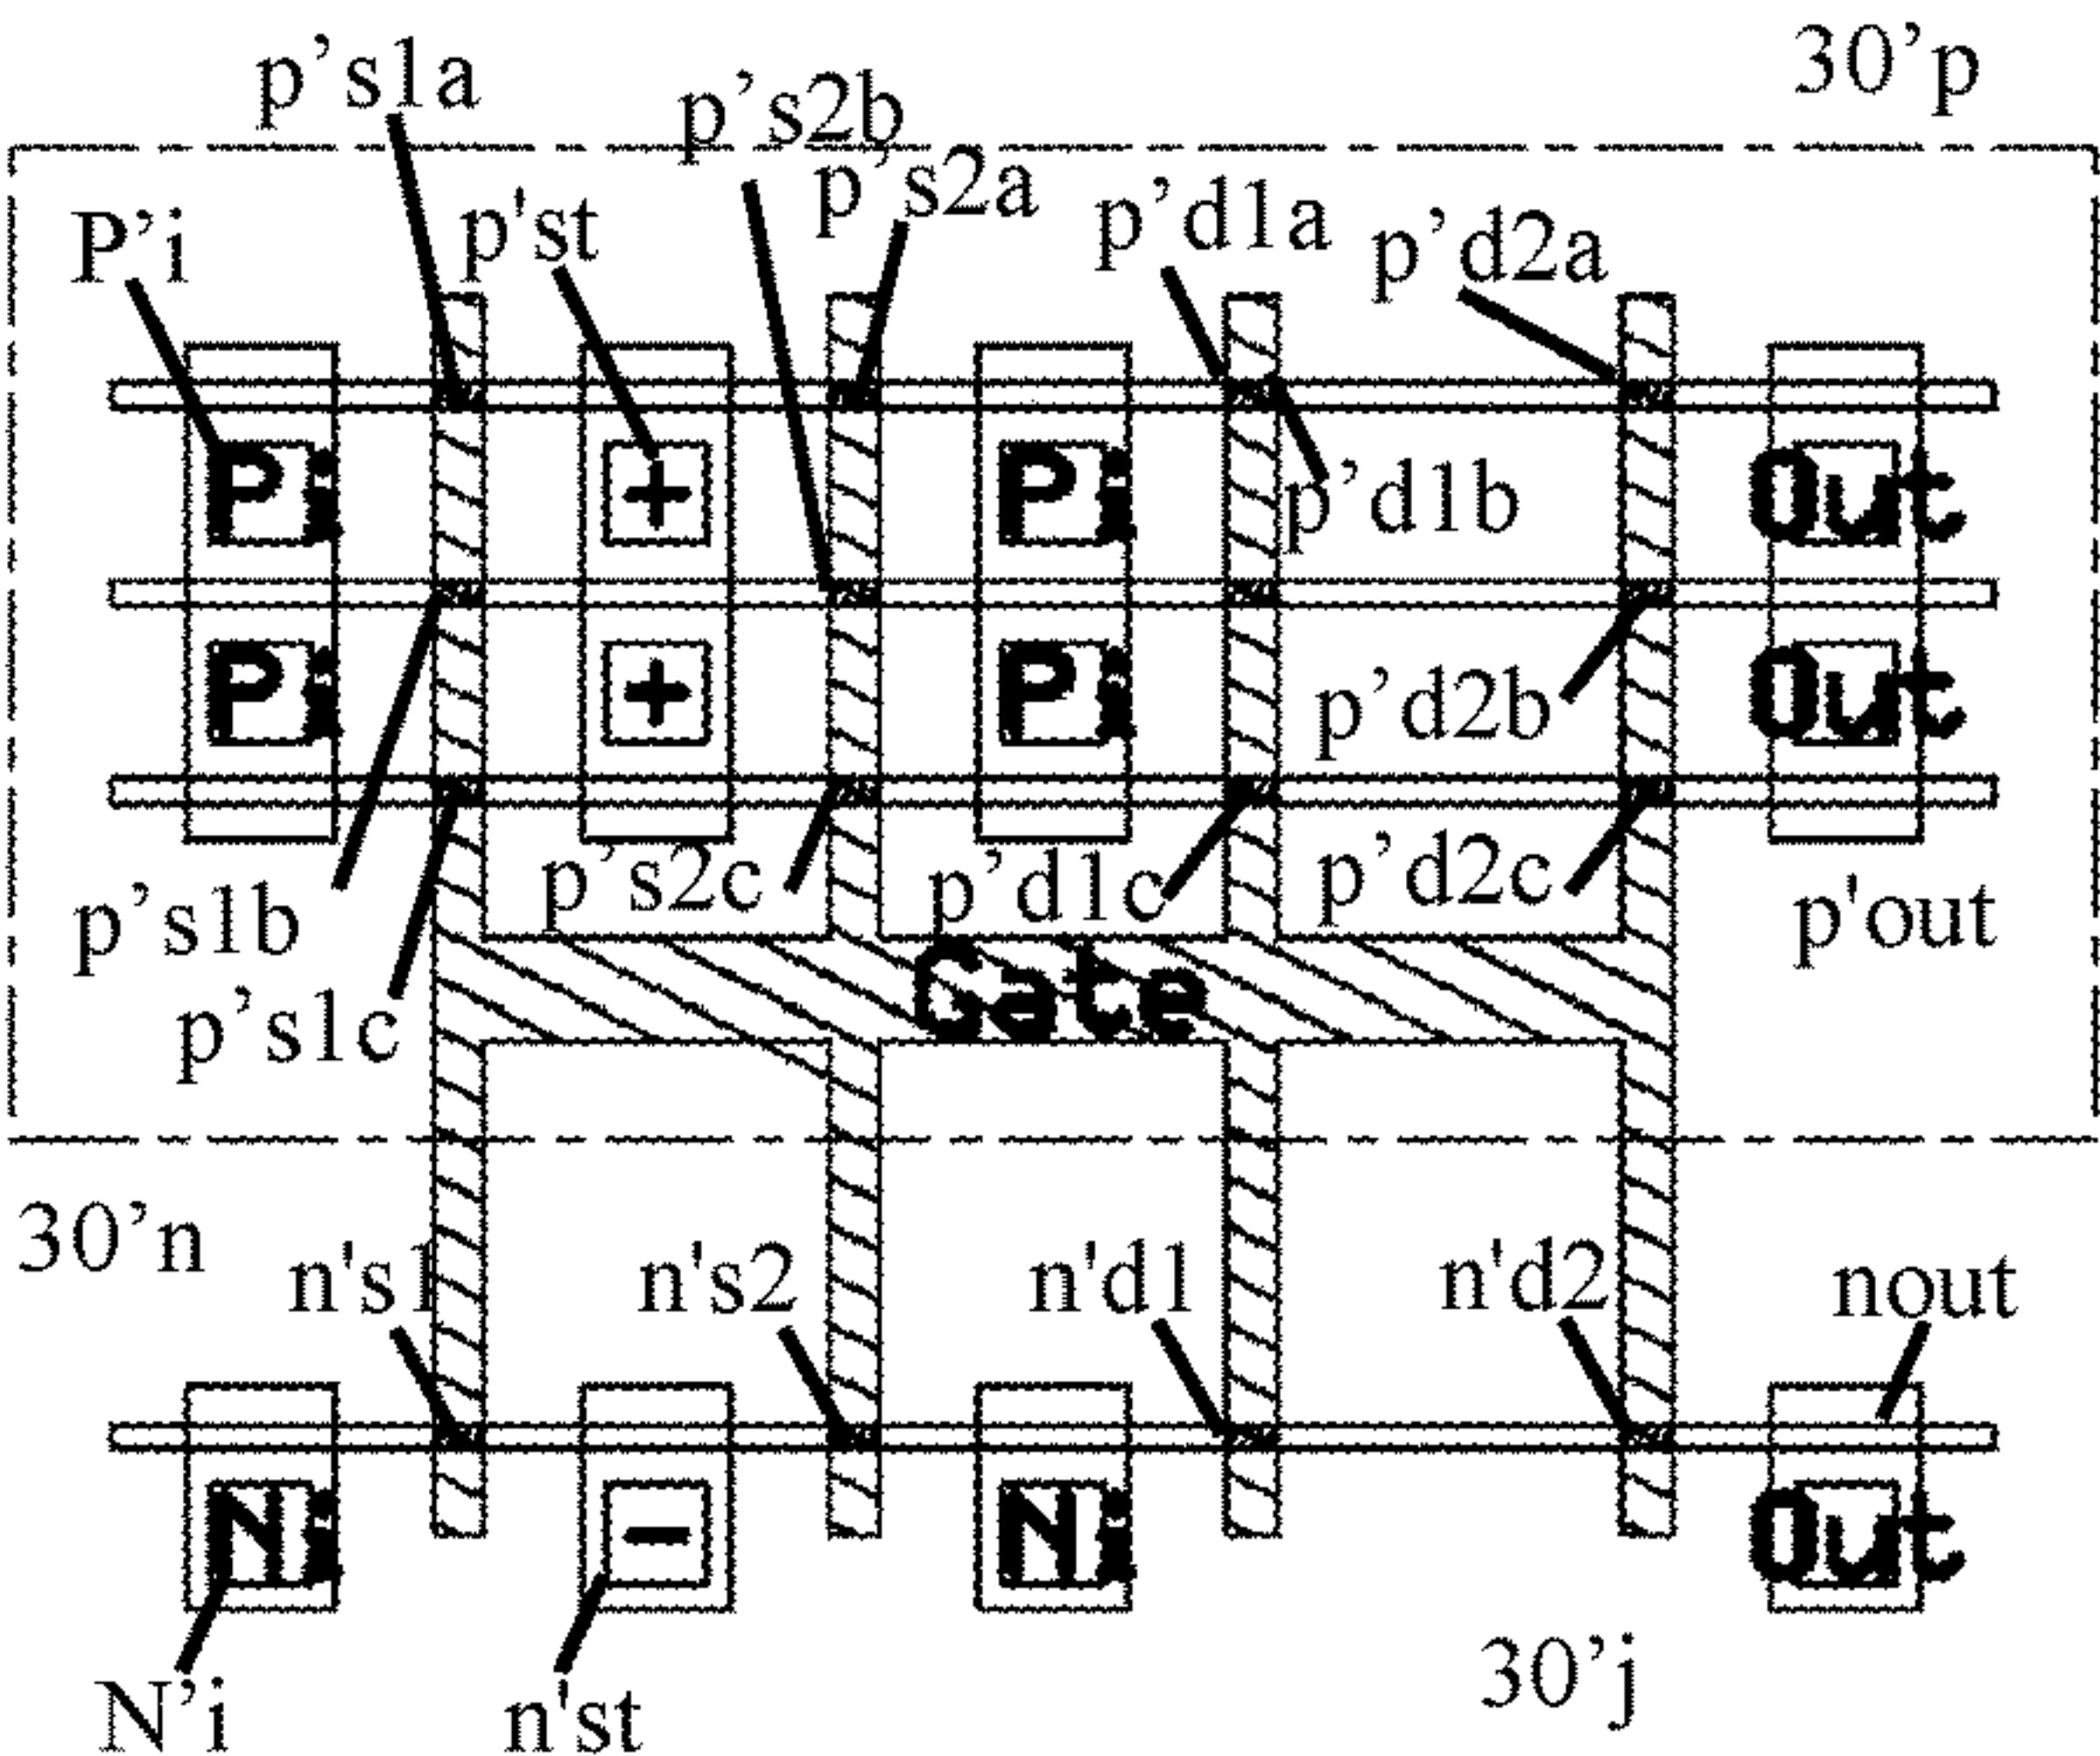 p’s1a
p’s2b
30’p
p’s2a
P’i
p'st
p’d1a
p’d2a
Pi
+
Pi
p’d1b
Out
Pi
+
Pi
p’d2b
Out
p’s1b
p’s2c
p’d1c
p’d2c
p'out
p’s1c
Gate
30’n
n's1
n's2
n'd1
n'd2
nout
Ni
-
Ni
Out
N’i
n'st
30’j